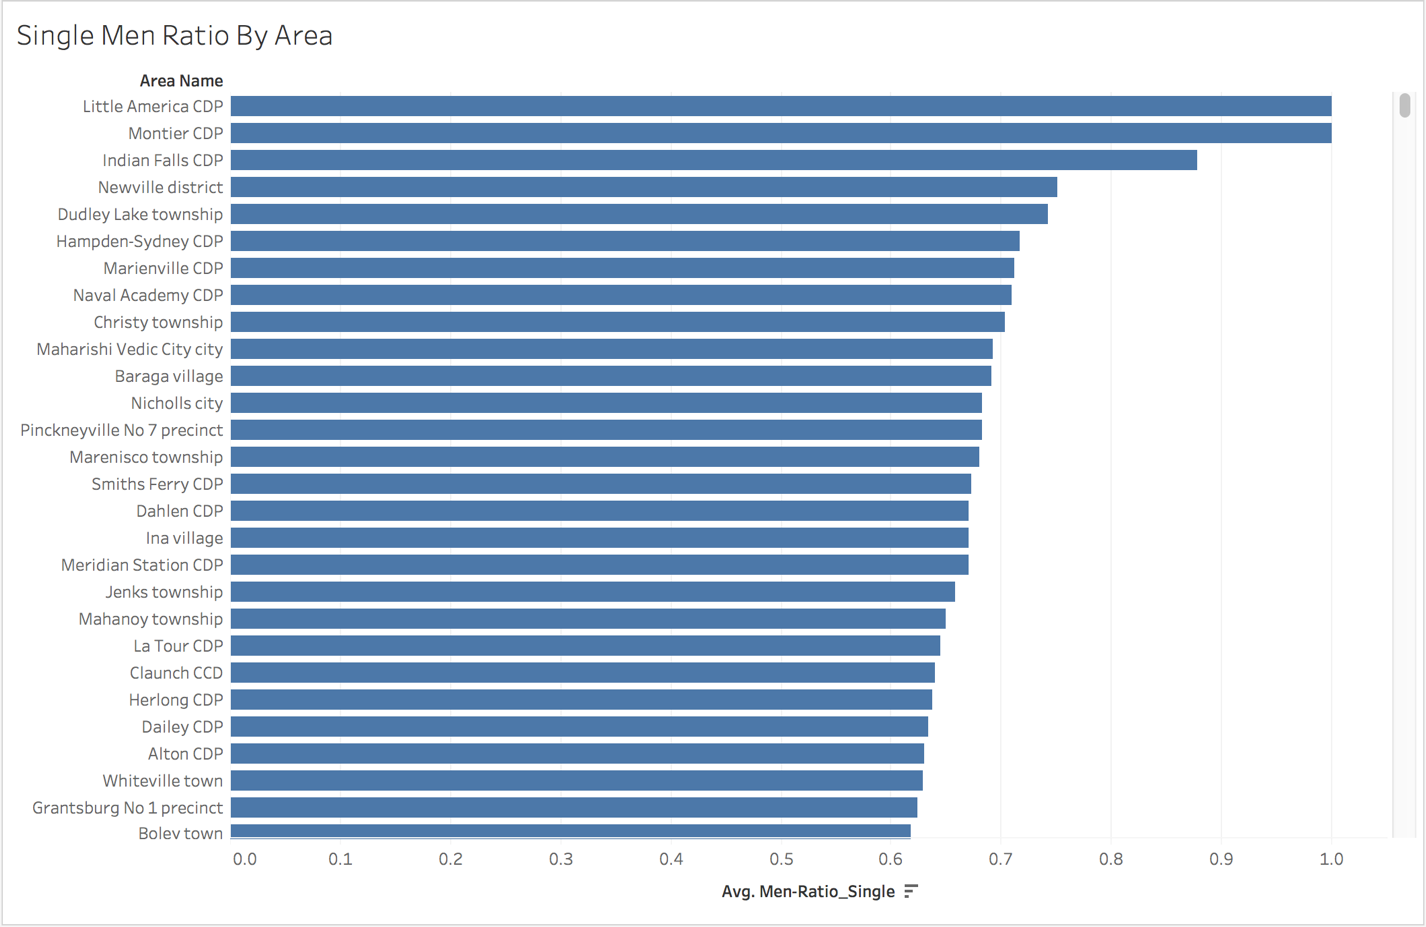 Single Men Ratio By Area
Area Name
Little America CDP
Montier CDP
Indian Falls CDP
Newville district
Dudley Lake township
Hampden-Sydney CDP
Marienville CDP
Naval Academy CDP
Christy township
Maharishi Vedic City city
Baraga village
Nicholls city
Pinckneyville No 7 precinct
Marenisco township
Smiths Ferry CDP
Dahlen CDP
Ina village
Meridian Station CDP
Jenks township
Mahanoy township
La Tour CDP
Claunch CCD
Herlong CDP
Dailey CDP
Alton CDP
Whiteville town
Grantsburg No 1 precinct
Boley town
0.0 0.1 0.2 0.3 0.4 0.5 0.6 0.7 0.8 0.9 1.0
Avg. Men-Ratio_Single